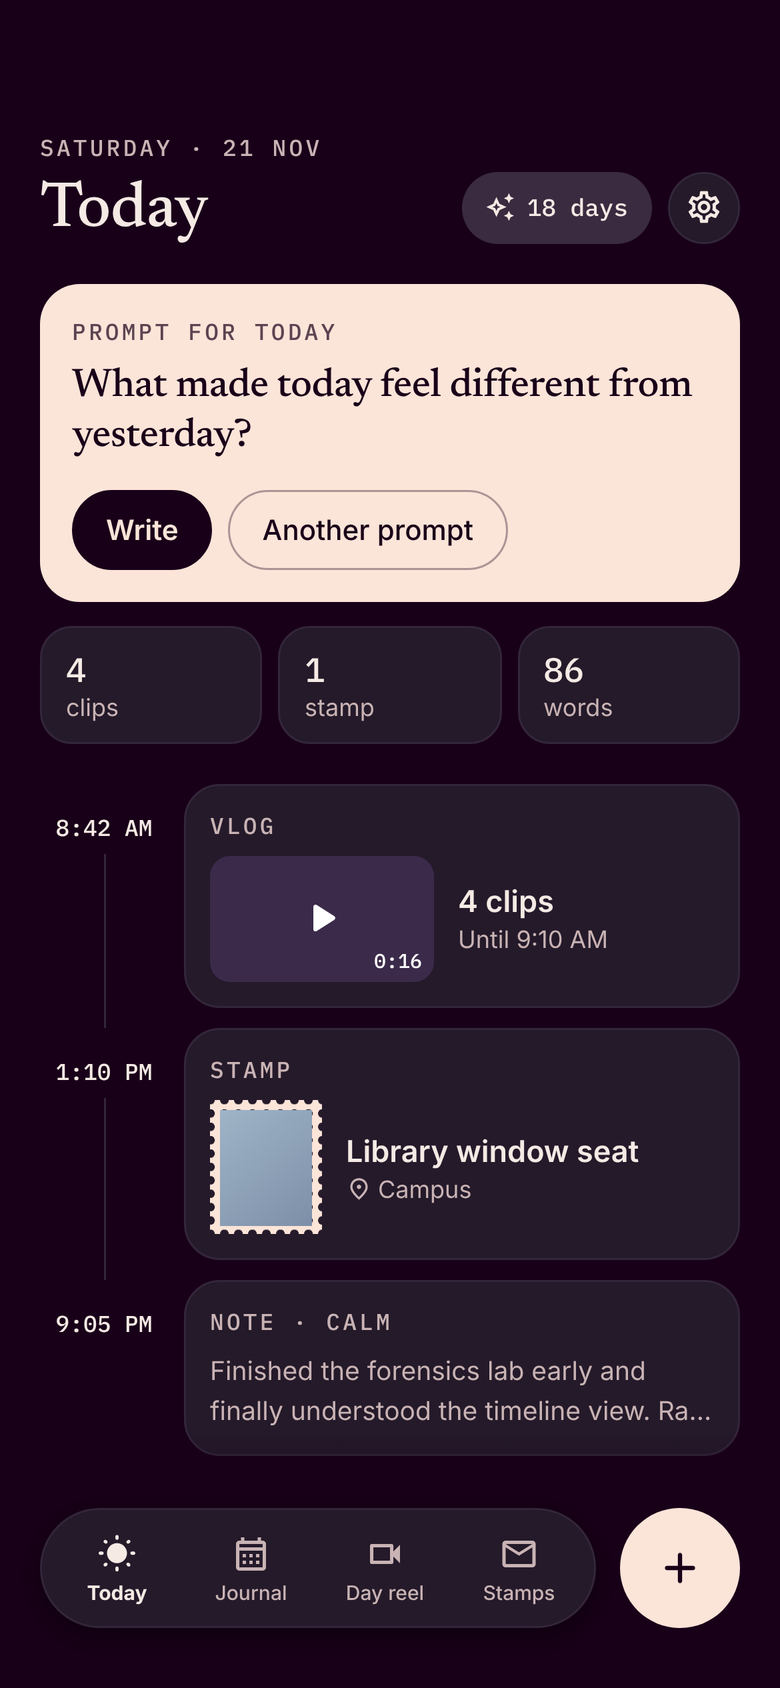 SATURDAY · 21 NOV
Today
18 days
PROMPT FOR TODAY
What made today feel different from
yesterday?
Write
Another prompt
4
clips
1
stamp
86
words
8:42 AM
VLOG
0:16
4 clips
Until 9:10 AM
1:10 PM
STAMP
Library window seat
Campus
9:05 PM
NOTE · CALM
Finished the forensics lab early and
finally understood the timeline view. Ra...
Today
Journal
Day reel
Stamps